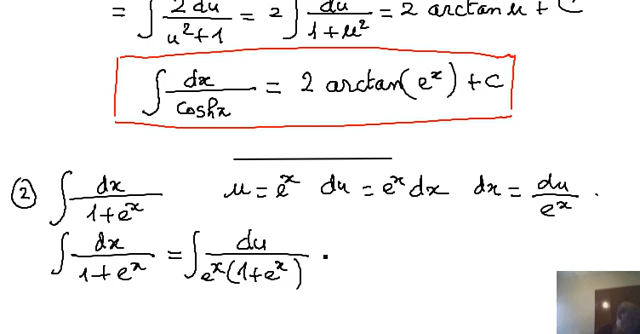 = ∫ 2 du / u² + 1 = 2 ∫ du / 1 + u² = 2 arctan u + C
∫ dx / coshx = 2 arctan(eˣ) + C
② ∫ dx / 1 + eˣ u = eˣ du = eˣ dx dx = du / eˣ .
∫ dx / 1 + eˣ = ∫ du / eˣ(1 + eˣ) .